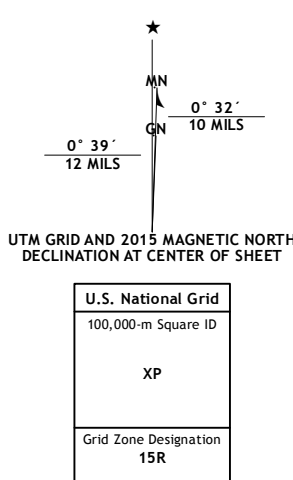 ★
MN
0° 32´
10 MILS
GN
0° 39´
12 MILS
UTM GRID AND 2015 MAGNETIC NORTH
DECLINATION AT CENTER OF SHEET
U.S. National Grid
100,000-m Square ID
XP
Grid Zone Designation
15R